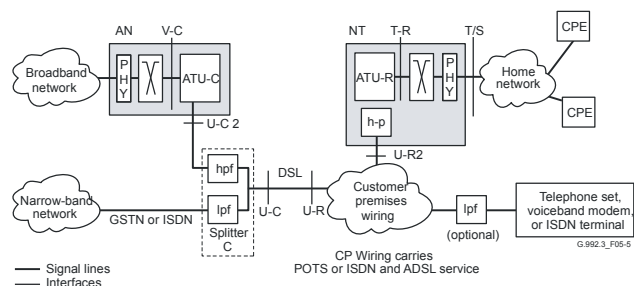 AN
V-C
NT
T-R
T/S
CPE
Broadband
network
PHY
ATU-C
ATU-R
PHY
Home
network
CPE
h-p
U-C 2
U-R2
hpf
DSL
Narrow-band
network
GSTN or ISDN
lpf
U-C
U-R
Customer
premises
wiring
lpf
(optional)
Telephone set,
voiceband modem,
or ISDN terminal
Splitter
C
G.992.3_F05-5
CP Wiring carries
POTS or ISDN and ADSL service
Signal lines
Interfaces